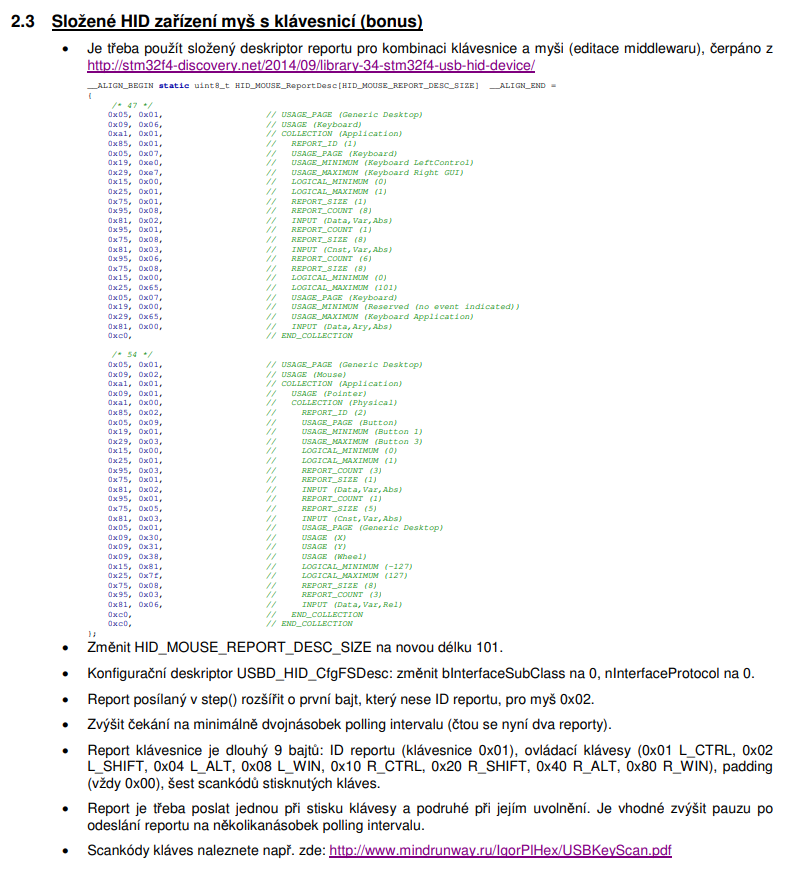 2.3 Složené HID zařízení myš s klávesnicí (bonus)
• Je třeba použít složený deskriptor reportu pro kombinaci klávesnice a myši (editace middlewaru), čerpáno z
http://stm32f4-discovery.net/2014/09/library-34-stm32f4-usb-hid-device/
__ALIGN_BEGIN static uint8_t HID_MOUSE_ReportDesc[HID_MOUSE_REPORT_DESC_SIZE] __ALIGN_END =
{
/* 47 */
0x05, 0x01, // USAGE_PAGE (Generic Desktop)
0x09, 0x06, // USAGE (Keyboard)
0xa1, 0x01, // COLLECTION (Application)
0x85, 0x01, // REPORT_ID (1)
0x05, 0x07, // USAGE_PAGE (Keyboard)
0x19, 0xe0, // USAGE_MINIMUM (Keyboard LeftControl)
0x29, 0xe7, // USAGE_MAXIMUM (Keyboard Right GUI)
0x15, 0x00, // LOGICAL_MINIMUM (0)
0x25, 0x01, // LOGICAL_MAXIMUM (1)
0x75, 0x01, // REPORT_SIZE (1)
0x95, 0x08, // REPORT_COUNT (8)
0x81, 0x02, // INPUT (Data,Var,Abs)
0x95, 0x01, // REPORT_COUNT (1)
0x75, 0x08, // REPORT_SIZE (8)
0x81, 0x03, // INPUT (Cnst,Var,Abs)
0x95, 0x06, // REPORT_COUNT (6)
0x75, 0x08, // REPORT_SIZE (8)
0x15, 0x00, // LOGICAL_MINIMUM (0)
0x25, 0x65, // LOGICAL_MAXIMUM (101)
0x05, 0x07, // USAGE_PAGE (Keyboard)
0x19, 0x00, // USAGE_MINIMUM (Reserved (no event indicated))
0x29, 0x65, // USAGE_MAXIMUM (Keyboard Application)
0x81, 0x00, // INPUT (Data,Ary,Abs)
0xc0, // END_COLLECTION
/* 54 */
0x05, 0x01, // USAGE_PAGE (Generic Desktop)
0x09, 0x02, // USAGE (Mouse)
0xa1, 0x01, // COLLECTION (Application)
0x09, 0x01, // USAGE (Pointer)
0xa1, 0x00, // COLLECTION (Physical)
0x85, 0x02, // REPORT_ID (2)
0x05, 0x09, // USAGE_PAGE (Button)
0x19, 0x01, // USAGE_MINIMUM (Button 1)
0x29, 0x03, // USAGE_MAXIMUM (Button 3)
0x15, 0x00, // LOGICAL_MINIMUM (0)
0x25, 0x01, // LOGICAL_MAXIMUM (1)
0x95, 0x03, // REPORT_COUNT (3)
0x75, 0x01, // REPORT_SIZE (1)
0x81, 0x02, // INPUT (Data,Var,Abs)
0x95, 0x01, // REPORT_COUNT (1)
0x75, 0x05, // REPORT_SIZE (5)
0x81, 0x03, // INPUT (Cnst,Var,Abs)
0x05, 0x01, // USAGE_PAGE (Generic Desktop)
0x09, 0x30, // USAGE (X)
0x09, 0x31, // USAGE (Y)
0x09, 0x38, // USAGE (Wheel)
0x15, 0x81, // LOGICAL_MINIMUM (-127)
0x25, 0x7f, // LOGICAL_MAXIMUM (127)
0x75, 0x08, // REPORT_SIZE (8)
0x95, 0x03, // REPORT_COUNT (3)
0x81, 0x06, // INPUT (Data,Var,Rel)
0xc0, // END_COLLECTION
0xc0, // END_COLLECTION
};
• Změnit HID_MOUSE_REPORT_DESC_SIZE na novou délku 101.
• Konfigurační deskriptor USBD_HID_CfgFSDesc: změnit bInterfaceSubClass na 0, nInterfaceProtocol na 0.
• Report posílaný v step() rozšířit o první bajt, který nese ID reportu, pro myš 0x02.
• Zvýšit čekání na minimálně dvojnásobek polling intervalu (čtou se nyní dva reporty).
• Report klávesnice je dlouhý 9 bajtů: ID reportu (klávesnice 0x01), ovládací klávesy (0x01 L_CTRL, 0x02
L_SHIFT, 0x04 L_ALT, 0x08 L_WIN, 0x10 R_CTRL, 0x20 R_SHIFT, 0x40 R_ALT, 0x80 R_WIN), padding
(vždy 0x00), šest scankódů stisknutých kláves.
• Report je třeba poslat jednou při stisku klávesy a podruhé při jejím uvolnění. Je vhodné zvýšit pauzu po
odeslání reportu na několikanásobek polling intervalu.
• Scankódy kláves naleznete např. zde: http://www.mindrunway.ru/IgorPlHex/USBKeyScan.pdf